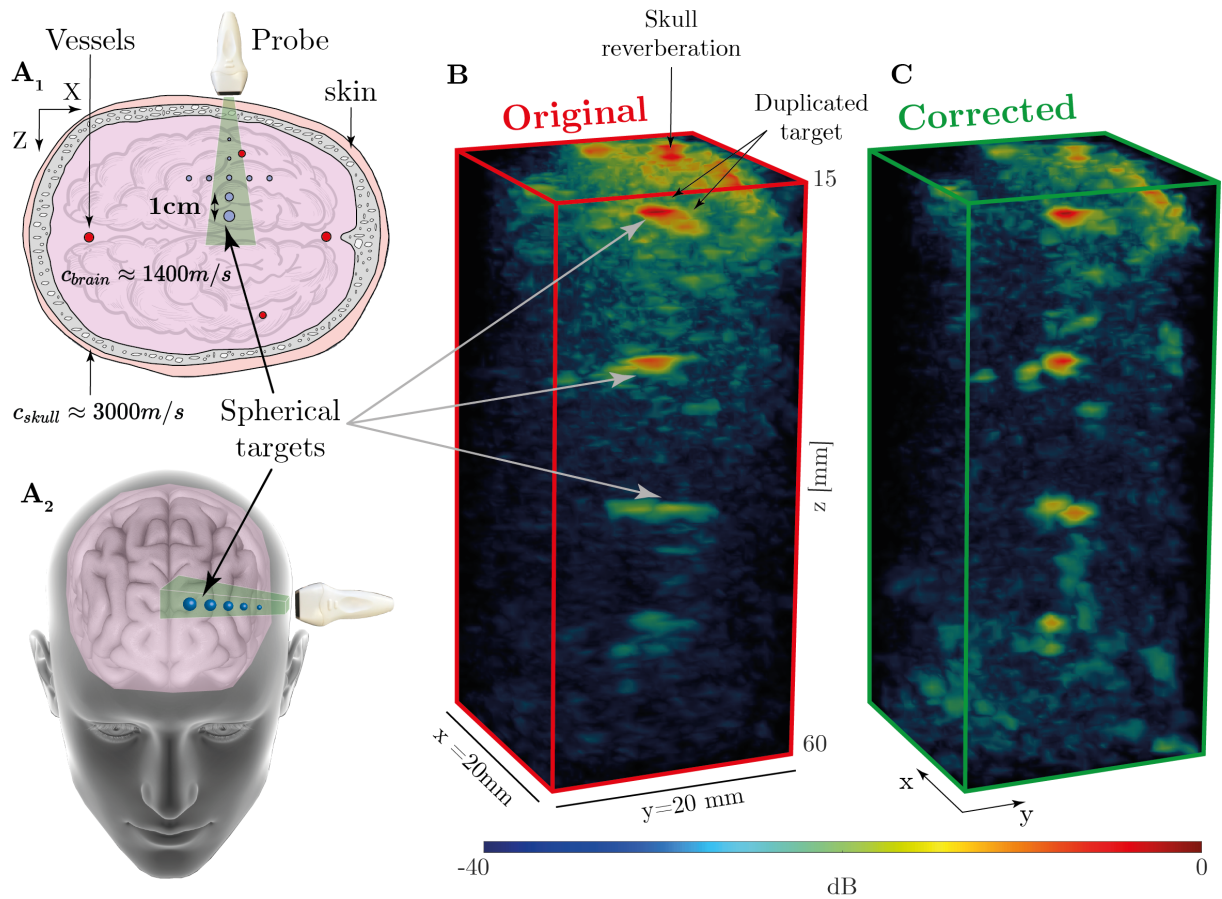 Vessels
Probe
A1
X
Z
skin
1cm
c_brain ≈ 1400m/s
c_skull ≈ 3000m/s
Spherical
targets
A2
B
Original
Skull
reverberation
Duplicated
target
15
z [mm]
60
x =20mm
y=20 mm
C
Corrected
x
y
-40
0
dB